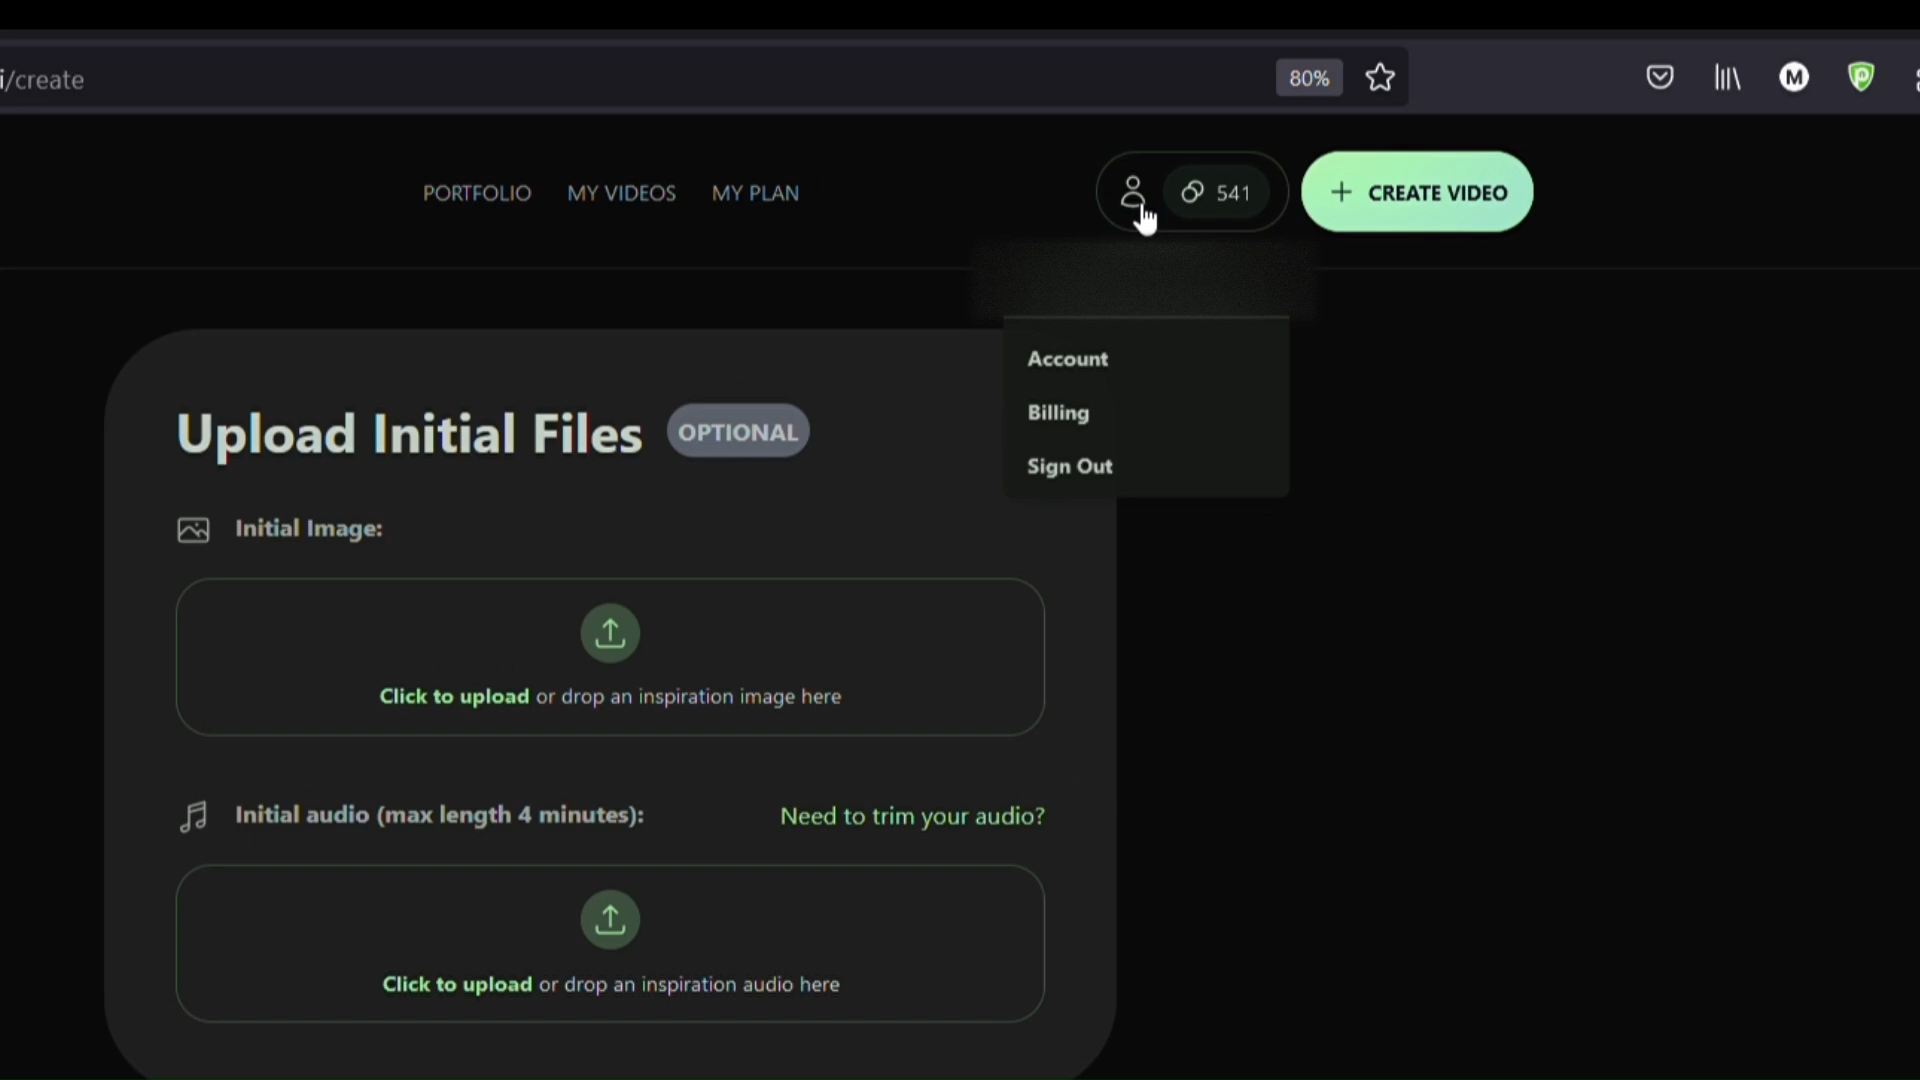 i/create
80%
M
PORTFOLIO MY VIDEOS MY PLAN
541
CREATE VIDEO
Account
Billing
Sign Out
Upload Initial Files OPTIONAL
Initial Image:
Click to upload or drop an inspiration image here
Initial audio (max length 4 minutes): Need to trim your audio?
Click to upload or drop an inspiration audio here